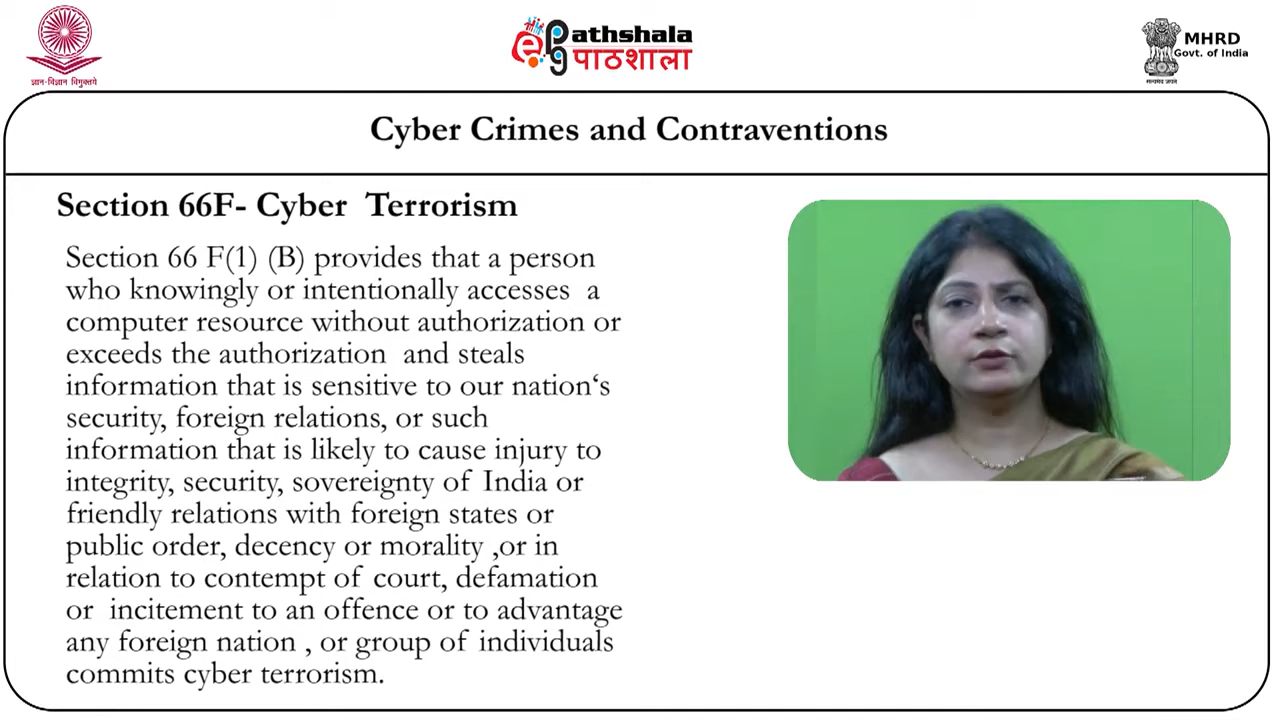 ज्ञान-विज्ञान विमुक्तये
epg Pathshala
पाठशाला
MHRD
Govt. of India
सत्यमेव जयते
Cyber Crimes and Contraventions
Section 66F- Cyber Terrorism
Section 66 F(1) (B) provides that a person
who knowingly or intentionally accesses a
computer resource without authorization or
exceeds the authorization and steals
information that is sensitive to our nation‘s
security, foreign relations, or such
information that is likely to cause injury to
integrity, security, sovereignty of India or
friendly relations with foreign states or
public order, decency or morality ,or in
relation to contempt of court, defamation
or incitement to an offence or to advantage
any foreign nation , or group of individuals
commits cyber terrorism.